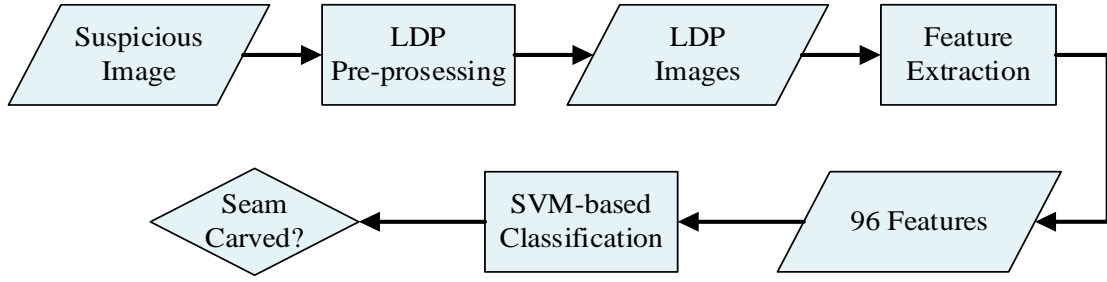 Suspicious
Image
LDP
Pre-prosessing
LDP
Images
Feature
Extraction
96 Features
SVM-based
Classification
Seam
Carved?